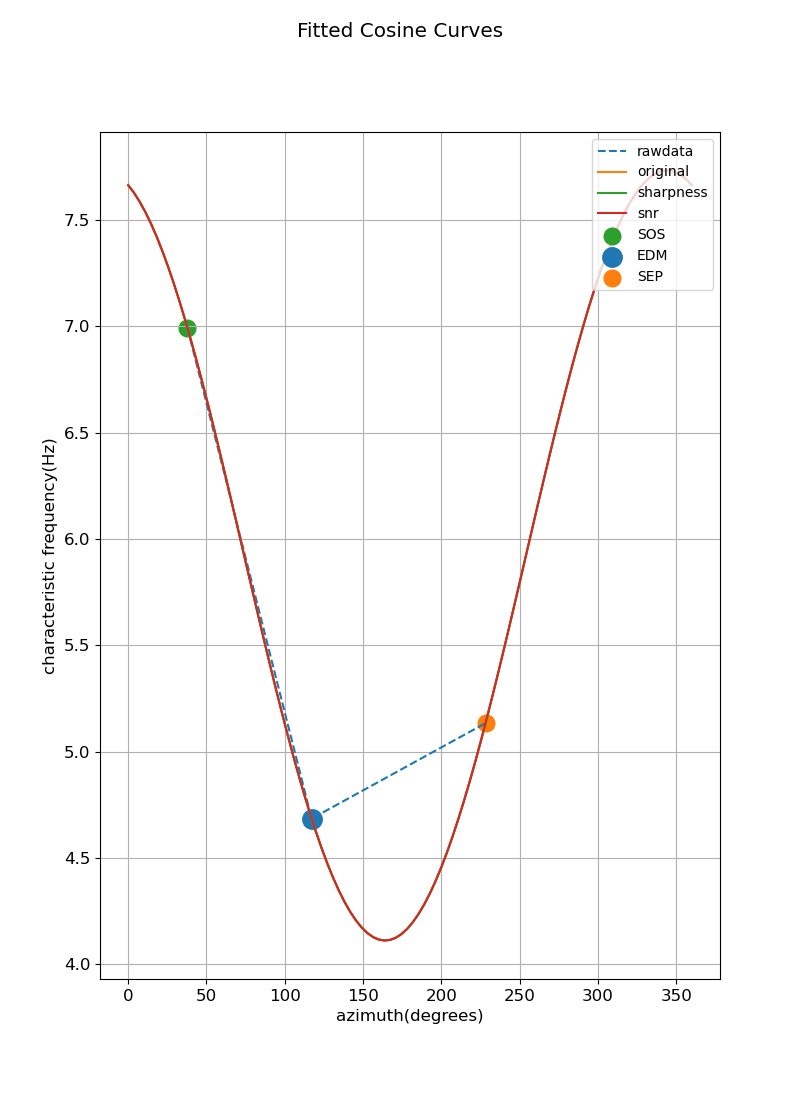 Fitted Cosine Curves
rawdata
original
sharpness
snr
SOS
EDM
SEP
characteristic frequency(Hz)
7.5
7.0
6.5
6.0
5.5
5.0
4.5
4.0
0 50 100 150 200 250 300 350
azimuth(degrees)